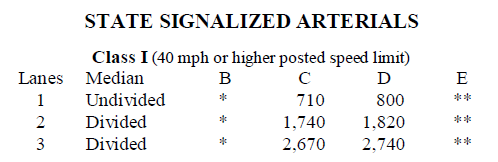 STATE SIGNALIZED ARTERIALS
Class I (40 mph or higher posted speed limit)
Lanes Median B C D E
1 Undivided * 710 800 **
2 Divided * 1,740 1,820 **
3 Divided * 2,670 2,740 **